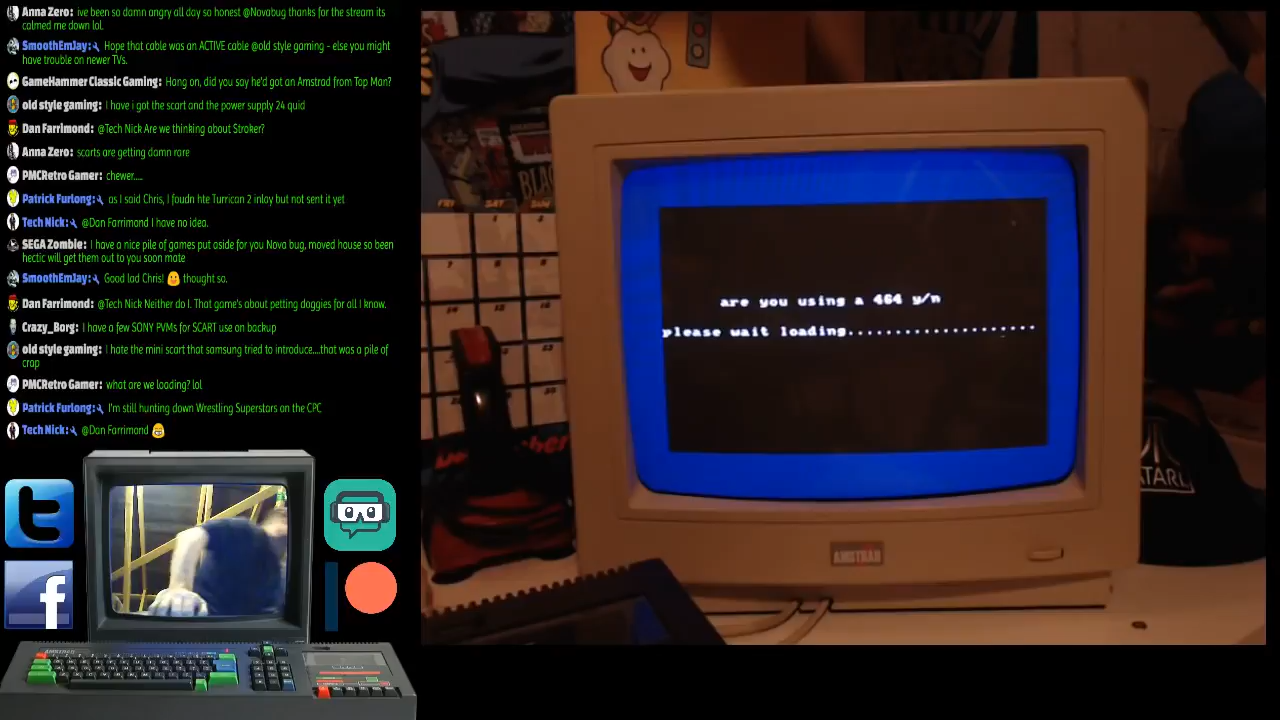 Anna Zero: ive been so damn angry all day so honest @Novabug thanks for the stream its
calmed me down lol.
SmoothEmJay: Hope that cable was an ACTIVE cable @old style gaming - else you might
have trouble on newer TVs.
GameHammer Classic Gaming: Hang on, did you say he'd got an Amstrad from Top Man?
old style gaming: I have i got the scart and the power supply 24 quid
Dan Farrimond: @Tech Nick Are we thinking about Stroker?
Anna Zero: scarts are getting damn rare
PMCRetro Gamer: chewer.....
Patrick Furlong: as I said Chris, I foudn hte Turrican 2 inlay but not sent it yet
Tech Nick: @Dan Farrimond I have no idea.
SEGA Zombie: I have a nice pile of games put aside for you Nova bug, moved house so been
hectic will get them out to you soon mate
SmoothEmJay: Good lad Chris! thought so.
Dan Farrimond: @Tech Nick Neither do I. That game's about petting doggies for all I know.
Crazy_Borg: I have a few SONY PVMs for SCART use on backup
old style gaming: I hate the mini scart that samsung tried to introduce....that was a pile of
crap
PMCRetro Gamer: what are we loading? lol
Patrick Furlong: I'm still hunting down Wrestling Superstars on the CPC
Tech Nick: @Dan Farrimond
FRI SAT SUN
are you using a 464 y/n
please wait loading...................
AMSTRAD
ATARI
AMSTRAD